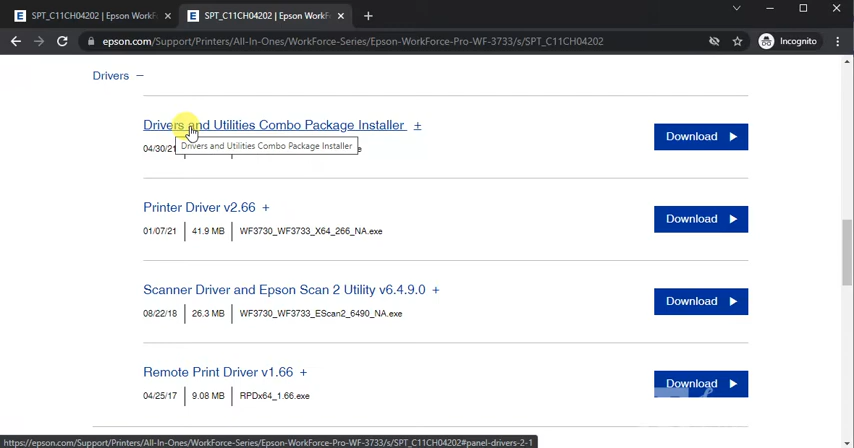 SPT_C11CH04202 | Epson WorkF
SPT_C11CH04202 | Epson WorkF
epson.com/Support/Printers/All-In-Ones/WorkForce-Series/Epson-WorkForce-Pro-WF-3733/s/SPT_C11CH04202
Incognito
Drivers −
Drivers and Utilities Combo Package Installer +
Download
04/30/21
Drivers and Utilities Combo Package Installer
Printer Driver v2.66 +
Download
01/07/21 41.9 MB WF3730_WF3733_X64_266_NA.exe
Scanner Driver and Epson Scan 2 Utility v6.4.9.0 +
Download
08/22/18 26.3 MB WF3730_WF3733_EScan2_6490_NA.exe
Remote Print Driver v1.66 +
Download
04/25/17 9.08 MB RPDx64_1.66.exe
https://epson.com/Support/Printers/All-In-Ones/WorkForce-Series/Epson-WorkForce-Pro-WF-3733/s/SPT_C11CH04202#panel-drivers-2-1